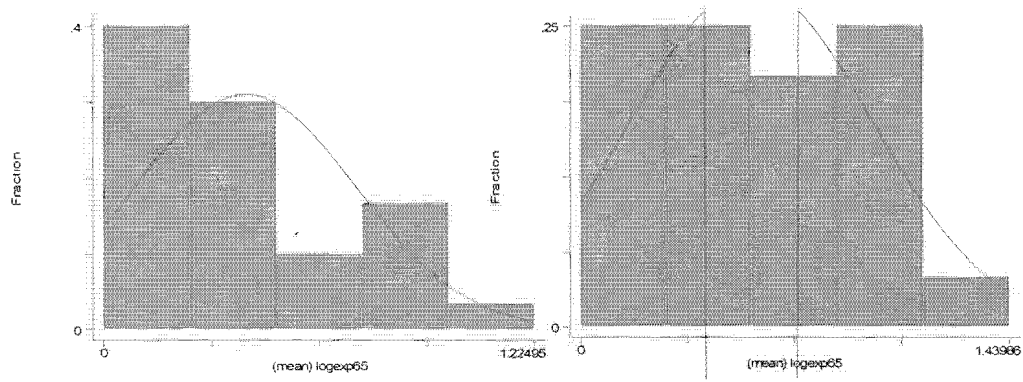 .4
Fraction
0
0
1.22495
(mean) logexp65
.25
Fraction
0
0
1.43986
(mean) logexp65